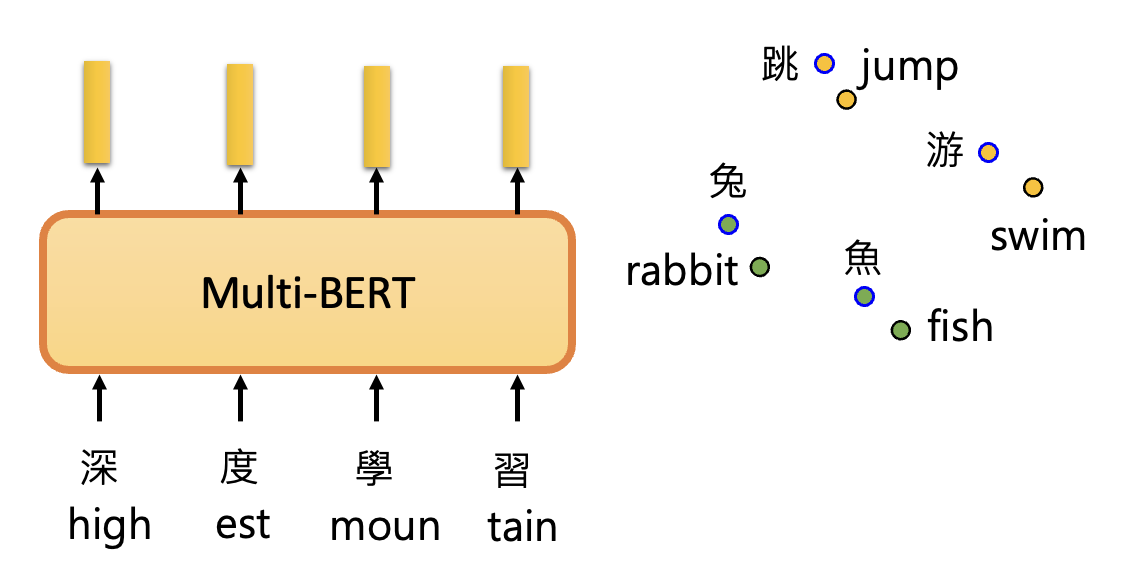 Multi-BERT
深 度 學 習
high est moun tain
跳 jump
游
swim
兔
rabbit
魚
fish